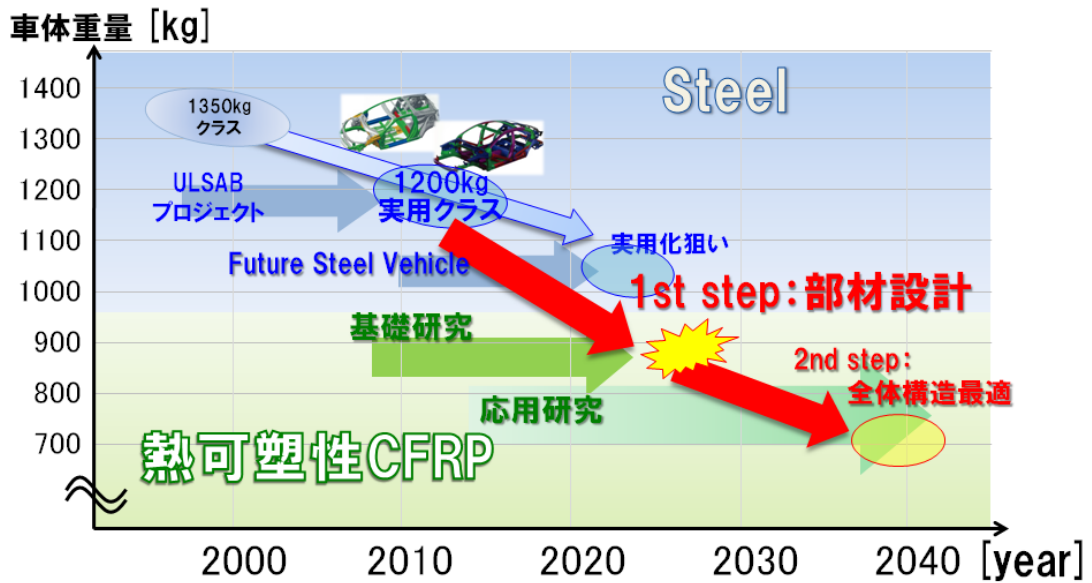 車体重量 [kg]
1400
1300
1200
1100
1000
900
800
700
Steel
1350kg
クラス
ULSAB
プロジェクト
1200kg
実用クラス
Future Steel Vehicle
実用化狙い
1st step：部材設計
基礎研究
2nd step：
全体構造最適
応用研究
熱可塑性CFRP
2000
2010
2020
2030
2040
[year]